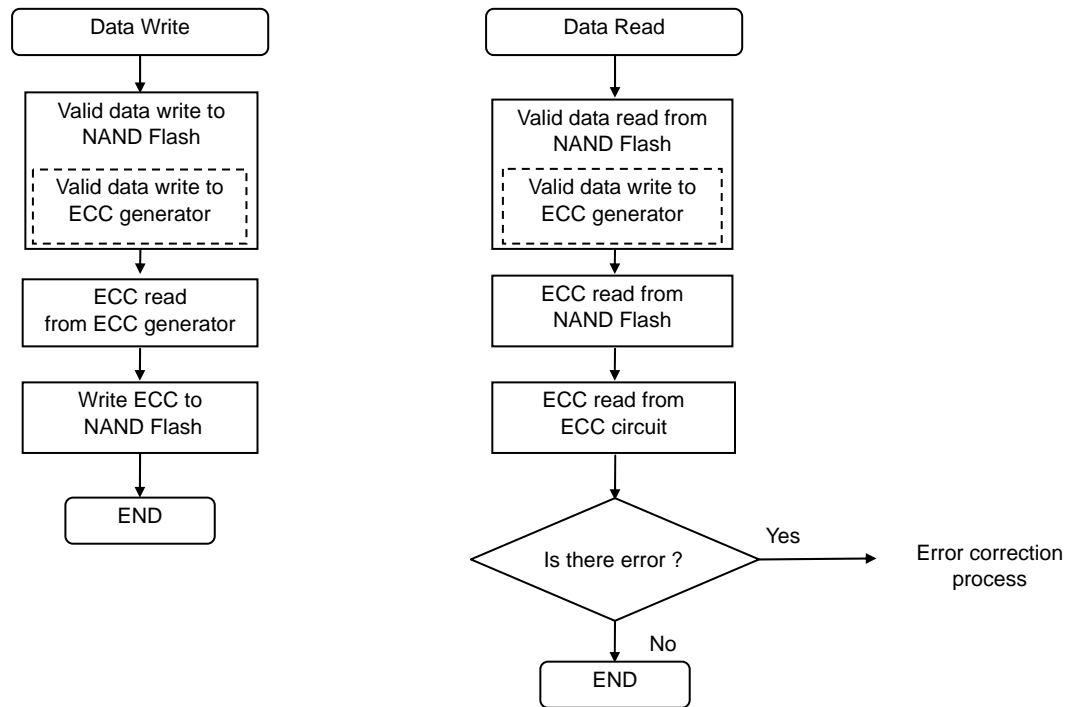 Data Write
Valid data write to
NAND Flash
Valid data write to
ECC generator
ECC read
from ECC generator
Write ECC to
NAND Flash
END
Data Read
Valid data read from
NAND Flash
Valid data write to
ECC generator
ECC read from
NAND Flash
ECC read from
ECC circuit
Is there error ?
Yes
Error correction
process
No
END